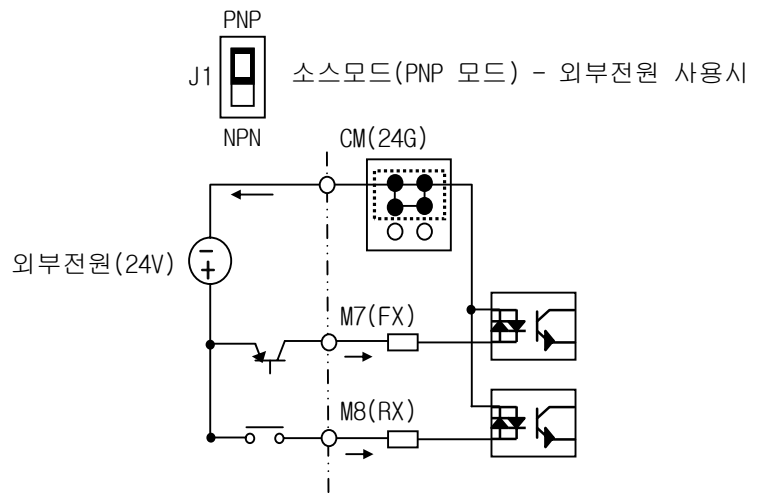 PNP
J1
소스모드(PNP 모드) - 외부전원 사용시
NPN
CM(24G)
외부전원(24V)
M7(FX)
M8(RX)